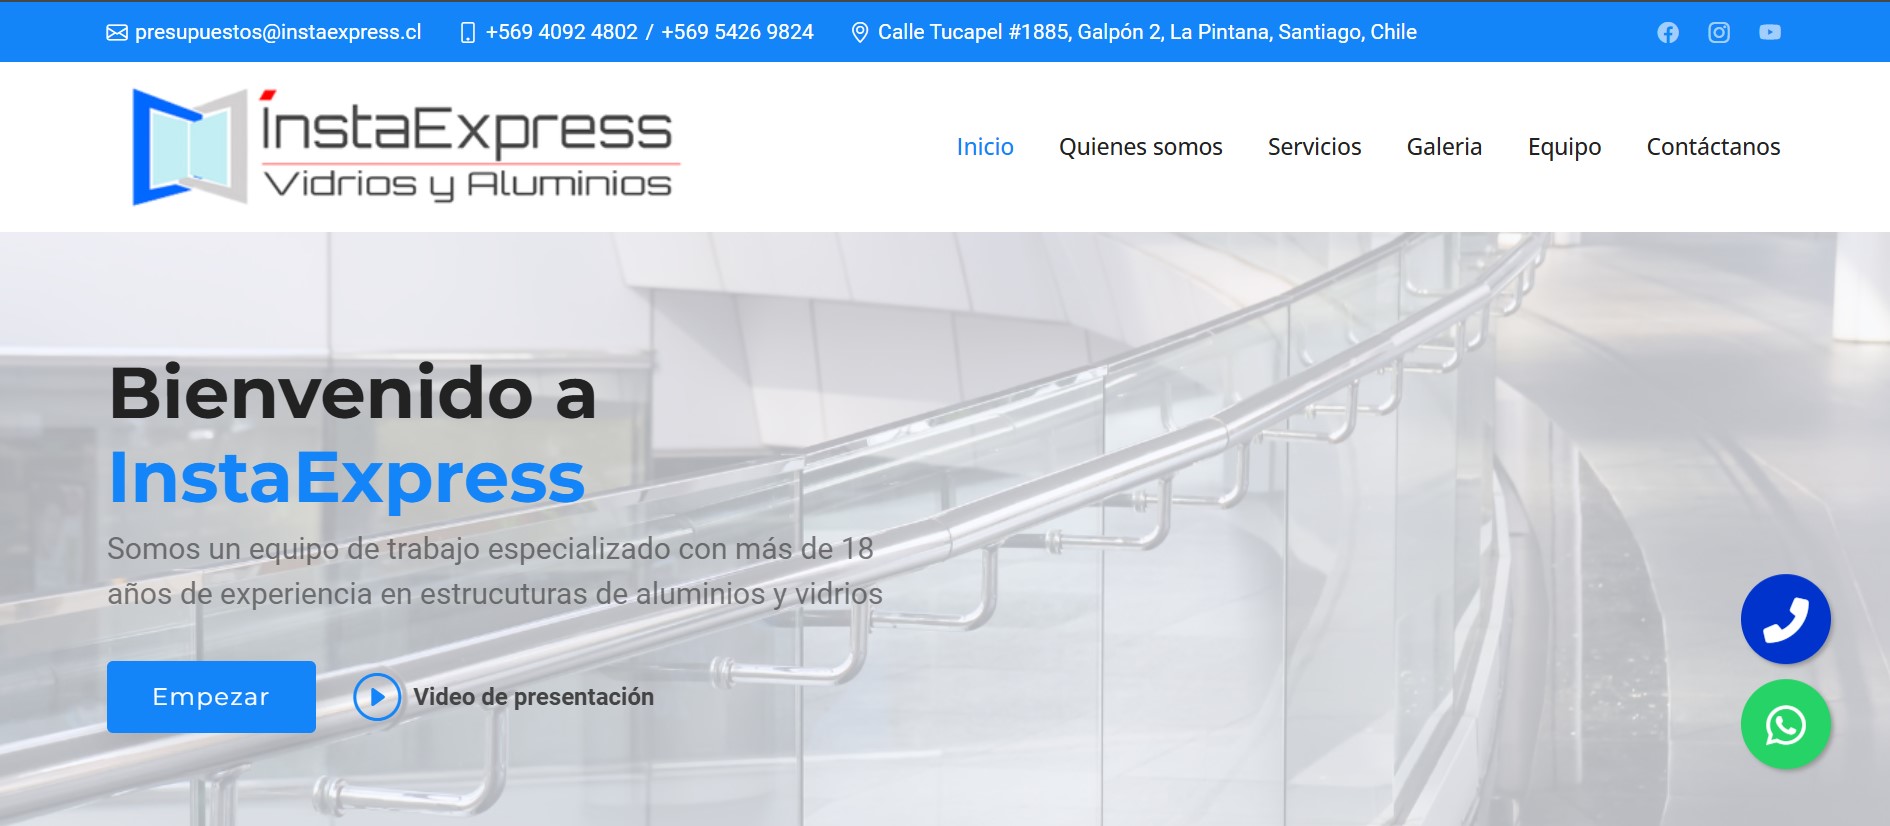 presupuestos@instaexpress.cl +569 4092 4802 / +569 5426 9824 Calle Tucapel #1885, Galpón 2, La Pintana, Santiago, Chile
InstaExpress
Vidrios y Aluminios
Inicio Quienes somos Servicios Galeria Equipo Contáctanos
Bienvenido a
InstaExpress
Somos un equipo de trabajo especializado con más de 18
años de experiencia en estrucuturas de aluminios y vidrios
Empezar Video de presentación